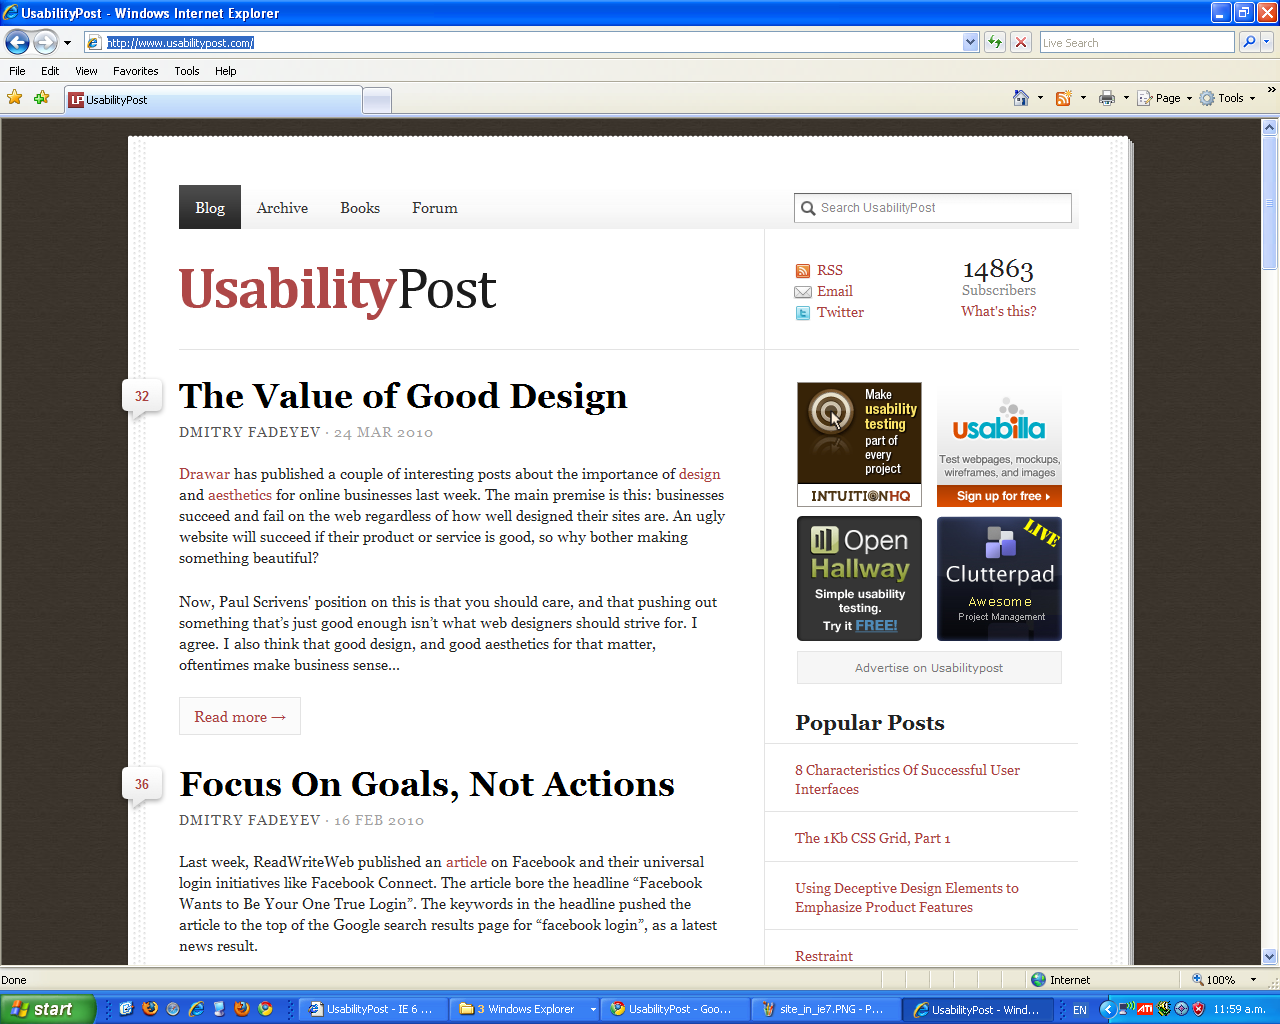 UsabilityPost - Windows Internet Explorer
http://www.usabilitypost.com/
Live Search
File Edit View Favorites Tools Help
UsabilityPost
Page Tools »
Blog Archive Books Forum
Search UsabilityPost
UsabilityPost
RSS
Email
Twitter
14863
Subscribers
What's this?
32
The Value of Good Design
DMITRY FADEYEV · 24 MAR 2010
Drawar has published a couple of interesting posts about the importance of design
and aesthetics for online businesses last week. The main premise is this: businesses
succeed and fail on the web regardless of how well designed their sites are. An ugly
website will succeed if their product or service is good, so why bother making
something beautiful?
Now, Paul Scrivens' position on this is that you should care, and that pushing out
something that's just good enough isn't what web designers should strive for. I
agree. I also think that good design, and good aesthetics for that matter,
oftentimes make business sense...
Read more →
36
Focus On Goals, Not Actions
DMITRY FADEYEV · 16 FEB 2010
Last week, ReadWriteWeb published an article on Facebook and their universal
login initiatives like Facebook Connect. The article bore the headline “Facebook
Wants to Be Your One True Login”. The keywords in the headline pushed the
article to the top of the Google search results page for “facebook login”, as a latest
news result.
Make
usability
testing
part of
every
project
INTUITIONHQ
usabilla
Test webpages, mockups,
wireframes, and images
Sign up for free
Open
Hallway
Simple usability
testing.
Try it FREE!
LIVE
Clutterpad
Awesome
Project Management
Advertise on Usabilitypost
Popular Posts
8 Characteristics Of Successful User
Interfaces
The 1Kb CSS Grid, Part 1
Using Deceptive Design Elements to
Emphasize Product Features
Restraint
Done
Internet
100%
start
UsabilityPost - IE 6 ...
3 Windows Explorer
UsabilityPost - Goo...
site_in_ie7.PNG - P...
UsabilityPost - Wind...
EN
ATI
11:59 a.m.